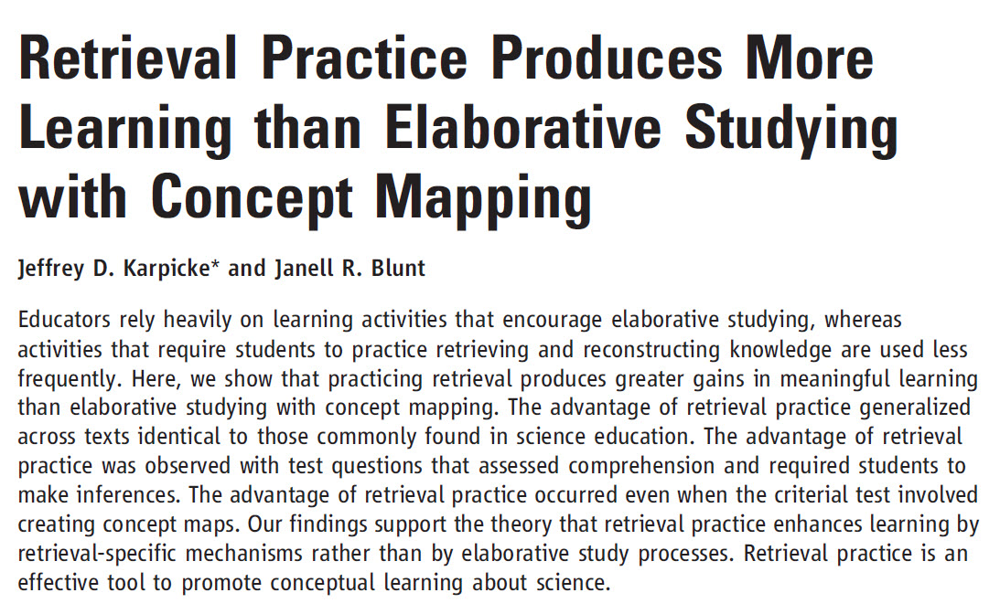 Retrieval Practice Produces More
Learning than Elaborative Studying
with Concept Mapping
Jeffrey D. Karpicke* and Janell R. Blunt
Educators rely heavily on learning activities that encourage elaborative studying, whereas
activities that require students to practice retrieving and reconstructing knowledge are used less
frequently. Here, we show that practicing retrieval produces greater gains in meaningful learning
than elaborative studying with concept mapping. The advantage of retrieval practice generalized
across texts identical to those commonly found in science education. The advantage of retrieval
practice was observed with test questions that assessed comprehension and required students to
make inferences. The advantage of retrieval practice occurred even when the criterial test involved
creating concept maps. Our findings support the theory that retrieval practice enhances learning by
retrieval-specific mechanisms rather than by elaborative study processes. Retrieval practice is an
effective tool to promote conceptual learning about science.